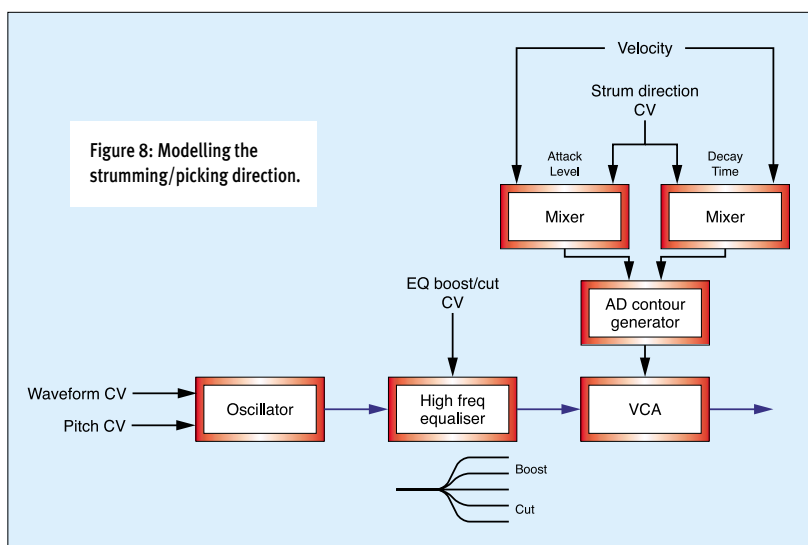 Velocity
Strum direction
CV
Figure 8: Modelling the
strumming/picking direction.
Attack
Level
Decay
Time
Mixer
Mixer
EQ boost/cut
CV
AD contour
generator
Waveform CV
Pitch CV
Oscillator
High freq
equaliser
VCA
Boost
Cut